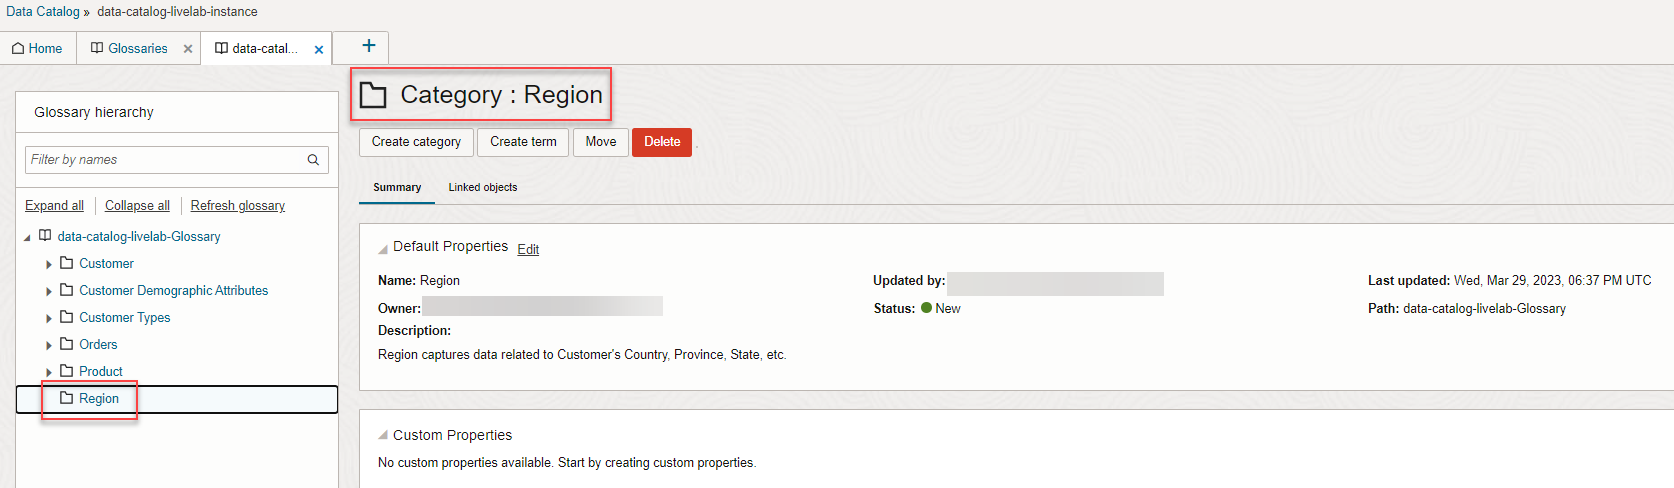 Data Catalog » data-catalog-livelab-instance
Home
Glossaries
data-catal...
Category : Region
Glossary hierarchy
Create category
Create term
Move
Delete
Filter by names
Summary
Linked objects
Expand all
Collapse all
Refresh glossary
data-catalog-livelab-Glossary
Customer
Customer Demographic Attributes
Customer Types
Orders
Product
Region
Default Properties Edit
Name: Region
Updated by:
Last updated: Wed, Mar 29, 2023, 06:37 PM UTC
Owner:
Status: New
Path: data-catalog-livelab-Glossary
Description:
Region captures data related to Customer's Country, Province, State, etc.
Custom Properties
No custom properties available. Start by creating custom properties.